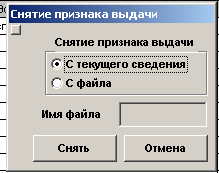 Снятие признака выдачи
Снятие признака выдачи
С текущего сведения
С файла
Имя файла
Снять
Отмена